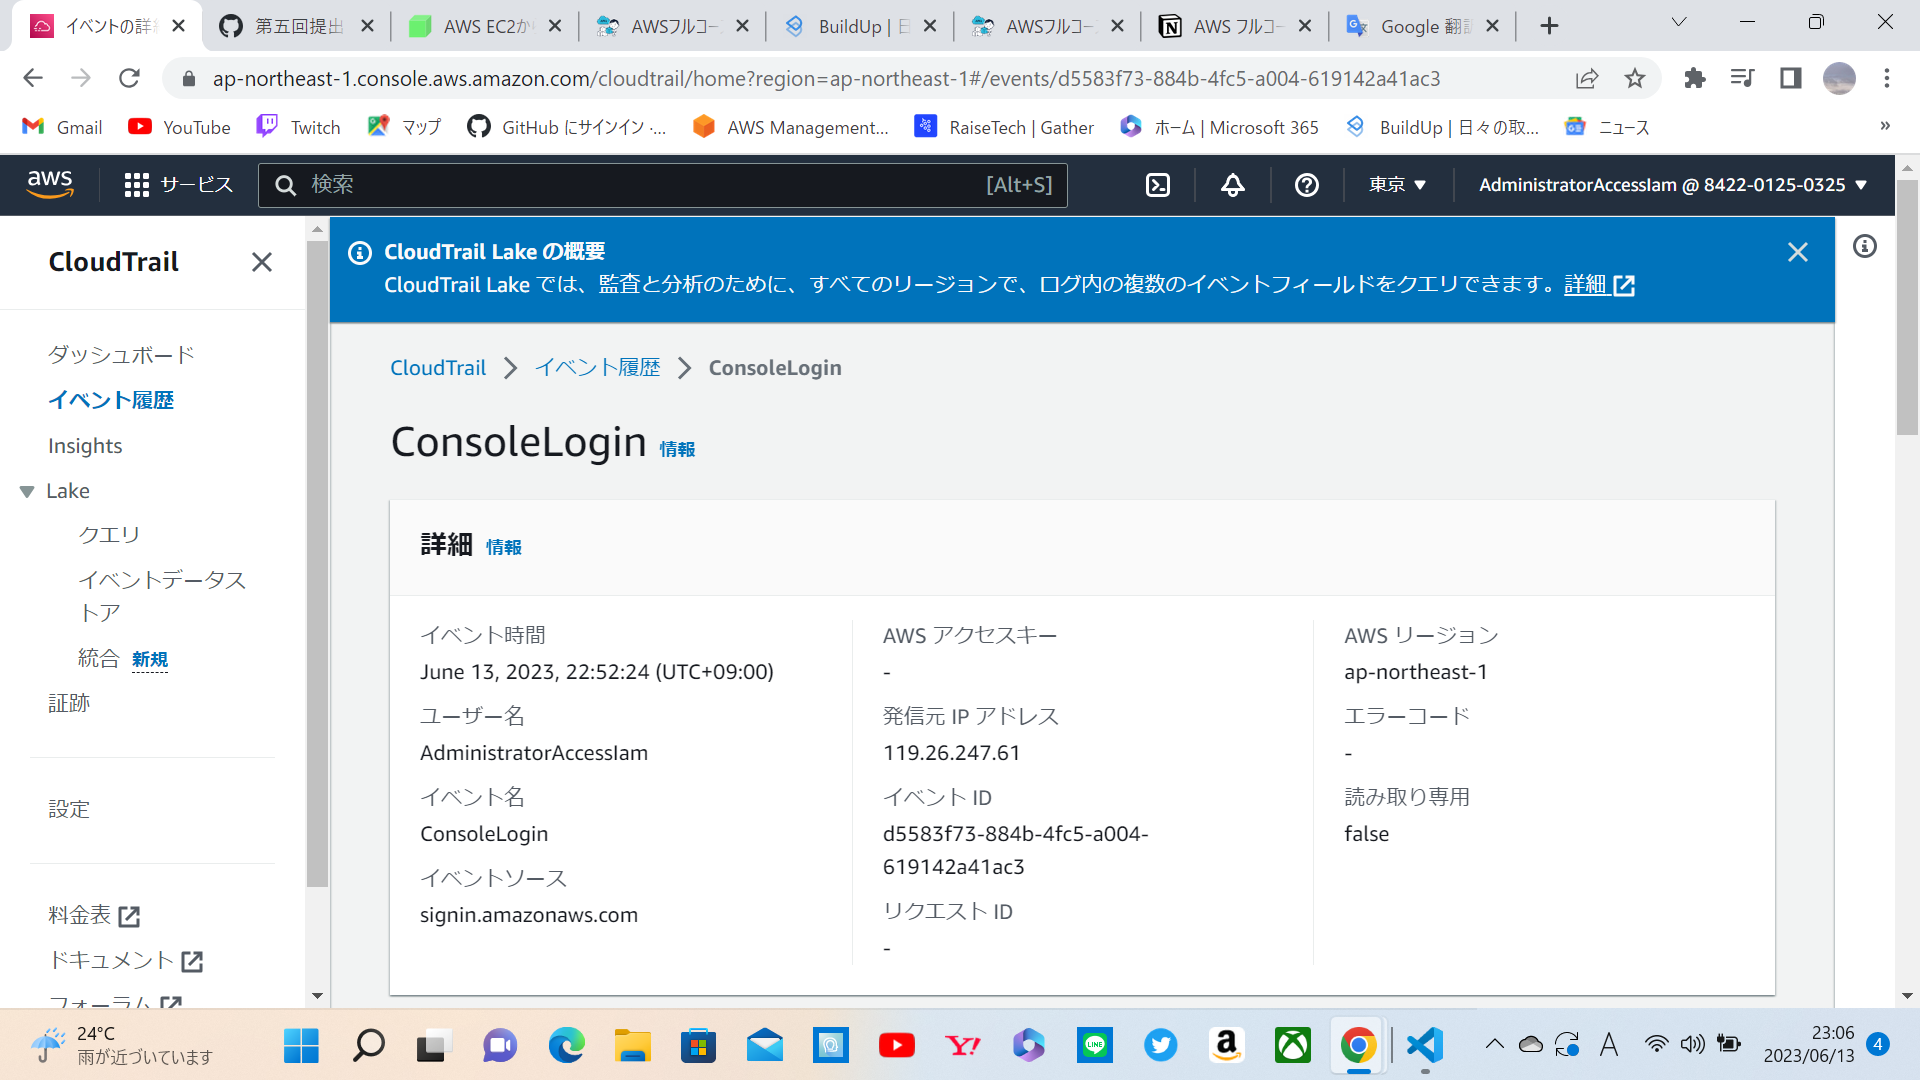 イベントの詳細
第五回提出
AWS EC2か
AWSフルコー
BuildUp | 日
AWSフルコー
AWS フルコー
Google 翻訳
ap-northeast-1.console.aws.amazon.com/cloudtrail/home?region=ap-northeast-1#/events/d5583f73-884b-4fc5-a004-619142a41ac3
Gmail
YouTube
Twitch
マップ
GitHub にサインイン ·...
AWS Management...
RaiseTech | Gather
ホーム | Microsoft 365
BuildUp | 日々の取...
ニュース
»
aws
サービス
検索
[Alt+S]
東京 ▼
AdministratorAccessIam @ 8422-0125-0325 ▼
CloudTrail
ダッシュボード
イベント履歴
Insights
Lake
クエリ
イベントデータス
トア
統合 新規
証跡
設定
料金表
ドキュメント
フォーラム
CloudTrail Lake の概要
CloudTrail Lake では、監査と分析のために、すべてのリージョンで、ログ内の複数のイベントフィールドをクエリできます。詳細
CloudTrail > イベント履歴 > ConsoleLogin
ConsoleLogin 情報
詳細 情報
イベント時間
June 13, 2023, 22:52:24 (UTC+09:00)
ユーザー名
AdministratorAccessIam
イベント名
ConsoleLogin
イベントソース
signin.amazonaws.com
AWS アクセスキー
-
発信元 IP アドレス
119.26.247.61
イベント ID
d5583f73-884b-4fc5-a004-
619142a41ac3
リクエスト ID
-
AWS リージョン
ap-northeast-1
エラーコード
-
読み取り専用
false
24°C
雨が近づいています
LINE
A
23:06
2023/06/13
4